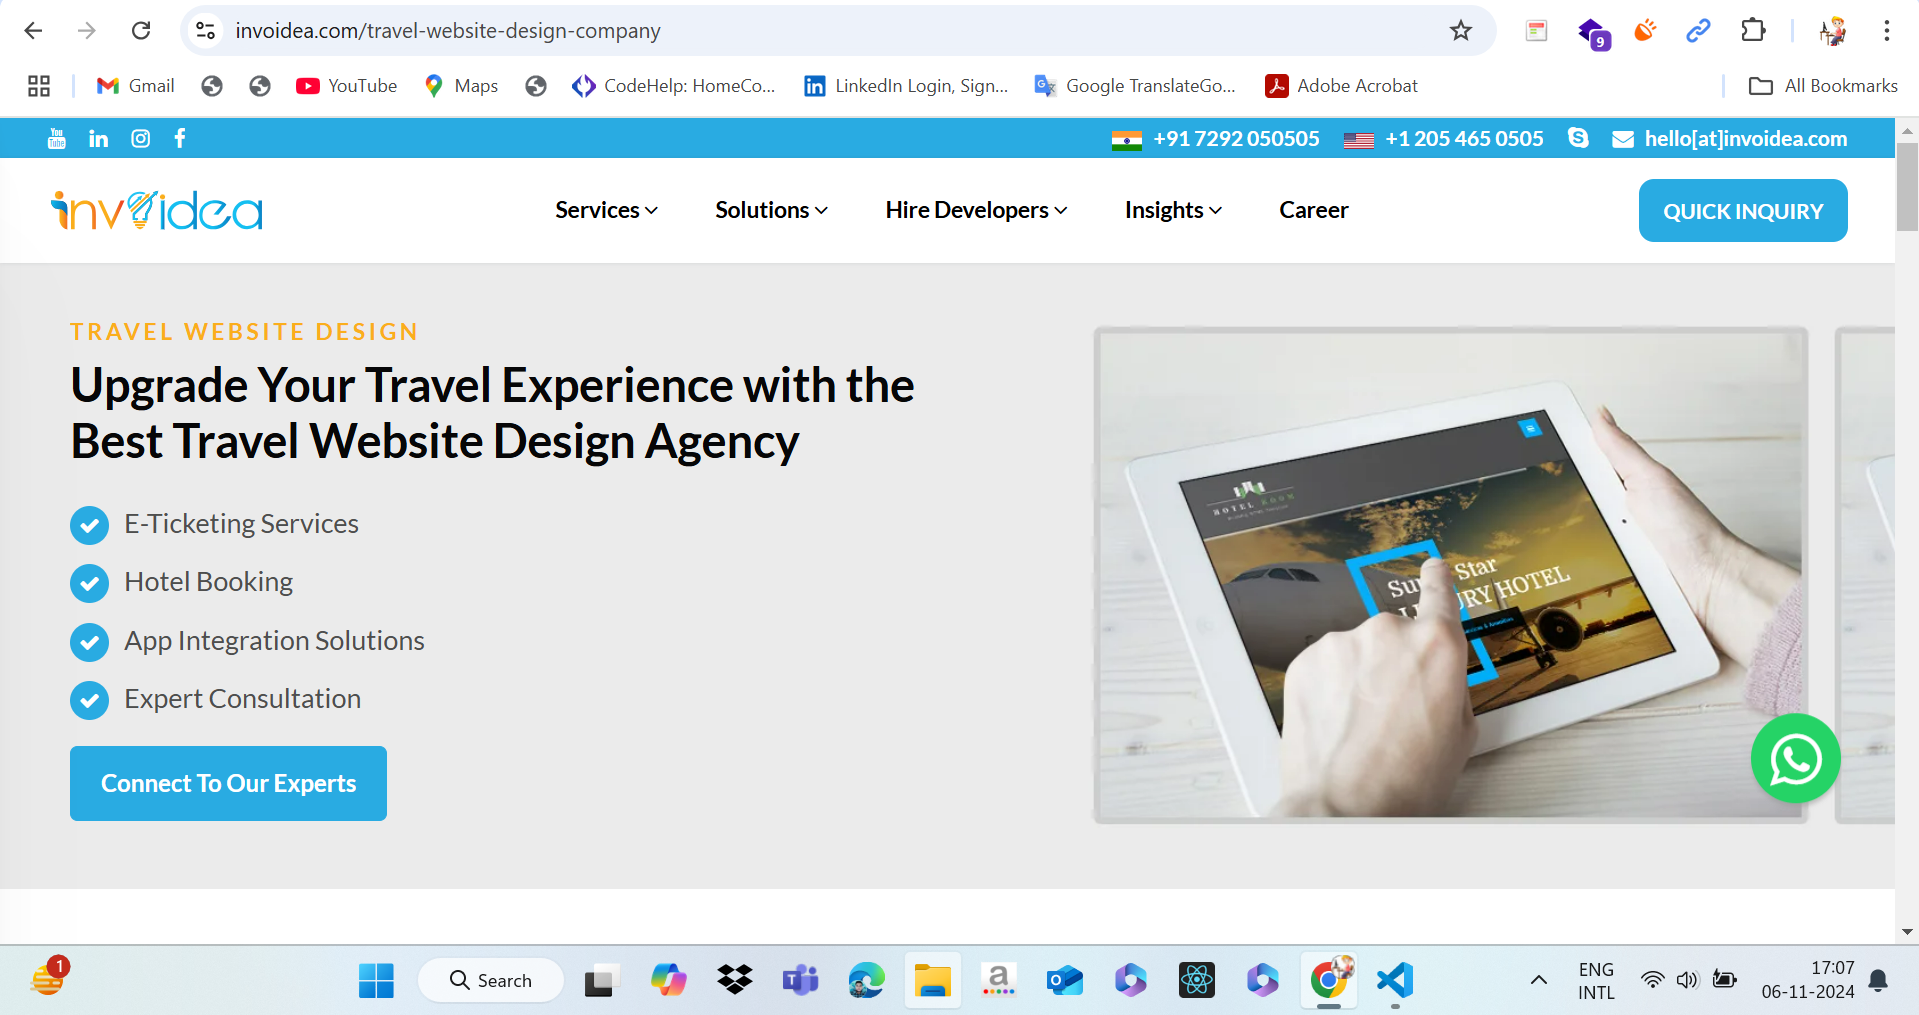 invoidea.com/travel-website-design-company
9
Gmail
YouTube
Maps
CodeHelp: HomeCo...
LinkedIn Login, Sign...
Google TranslateGo...
Adobe Acrobat
All Bookmarks
You Tube
+91 7292 050505
+1 205 465 0505
hello[at]invoidea.com
invoidea
Services
Solutions
Hire Developers
Insights
Career
QUICK INQUIRY
TRAVEL WEBSITE DESIGN
Upgrade Your Travel Experience with the
Best Travel Website Design Agency
E-Ticketing Services
Hotel Booking
App Integration Solutions
Expert Consultation
Connect To Our Experts
HOTEL ROOM
Star
HOTEL
1
Search
ENG
INTL
17:07
06-11-2024